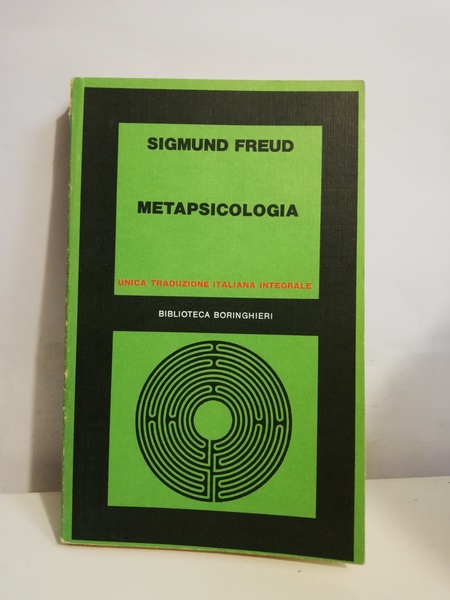 SIGMUND FREUD
METAPSICOLOGIA
UNICA TRADUZIONE ITALIANA INTEGRALE
BIBLIOTECA BORINGHIERI